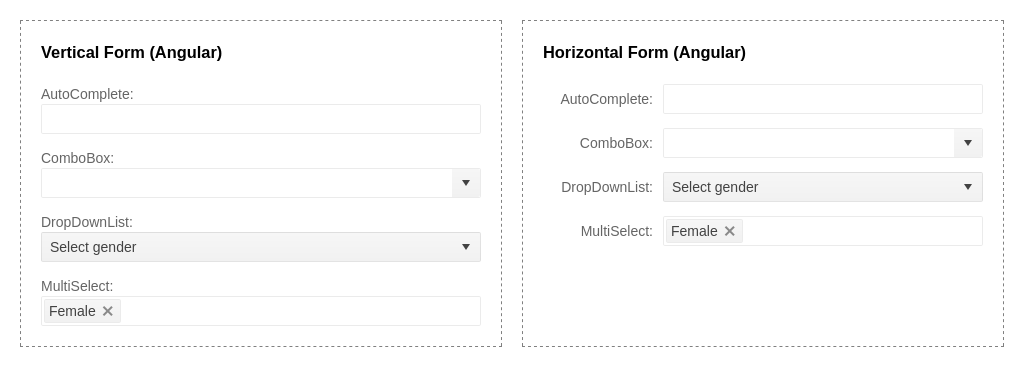 Vertical Form (Angular)
AutoComplete:
ComboBox:
DropDownList:
Select gender
MultiSelect:
Female
Horizontal Form (Angular)
AutoComplete:
ComboBox:
DropDownList: Select gender
MultiSelect: Female